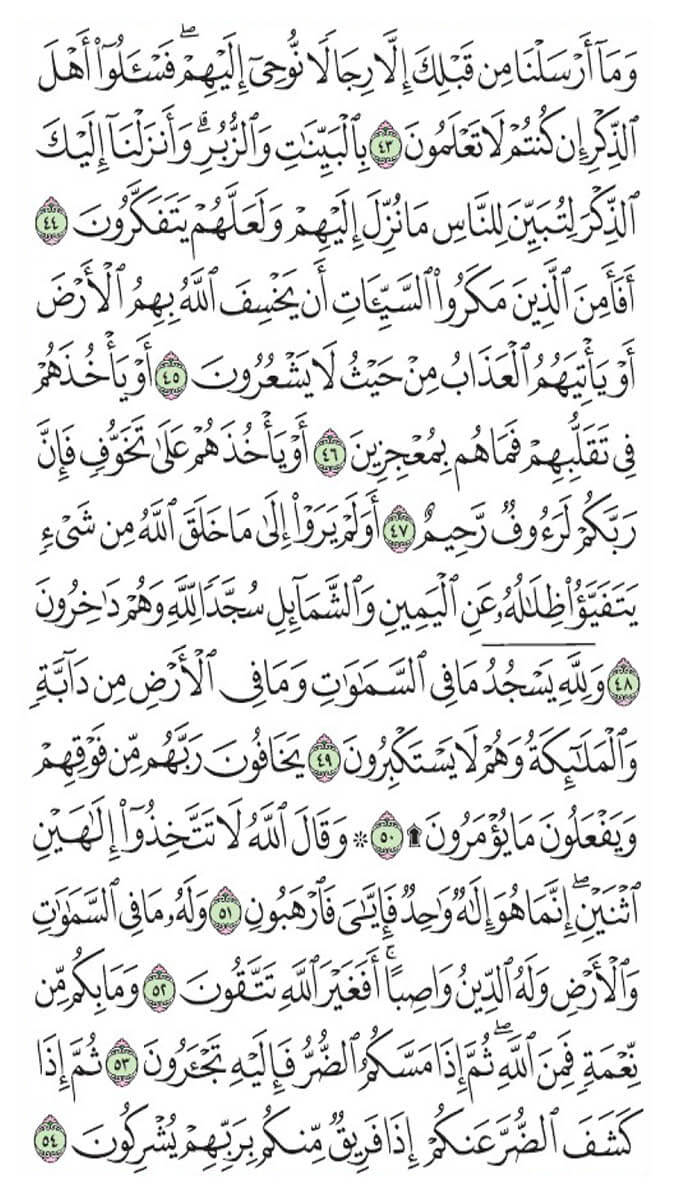 وَمَآ أَرْسَلْنَا مِن قَبْلِكَ إِلَّا رِجَالًا نُّوحِىٓ إِلَيْهِمْ ۖ فَسْـَٔلُوٓا۟ أَهْلَ
ٱلذِّكْرِ إِن كُنتُمْ لَا تَعْلَمُونَ ٤٣ بِٱلْبَيِّنَـٰتِ وَٱلزُّبُرِ ۗ وَأَنزَلْنَآ إِلَيْكَ
ٱلذِّكْرَ لِتُبَيِّنَ لِلنَّاسِ مَا نُزِّلَ إِلَيْهِمْ وَلَعَلَّهُمْ يَتَفَكَّرُونَ ٤٤
أَفَأَمِنَ ٱلَّذِينَ مَكَرُوا۟ ٱلسَّيِّـَٔاتِ أَن يَخْسِفَ ٱللَّهُ بِهِمُ ٱلْأَرْضَ
أَوْ يَأْتِيَهُمُ ٱلْعَذَابُ مِنْ حَيْثُ لَا يَشْعُرُونَ ٤٥ أَوْ يَأْخُذَهُمْ
فِى تَقَلُّبِهِمْ فَمَا هُم بِمُعْجِزِينَ ٤٦ أَوْ يَأْخُذَهُمْ عَلَىٰ تَخَوُّفٍ فَإِنَّ
رَبَّكُمْ لَرَءُوفٌ رَّحِيمٌ ٤٧ أَوَلَمْ يَرَوْا۟ إِلَىٰ مَا خَلَقَ ٱللَّهُ مِن شَىْءٍ
يَتَفَيَّؤُا۟ ظِلَـٰلُهُۥ عَنِ ٱلْيَمِينِ وَٱلشَّمَآئِلِ سُجَّدًا لِّلَّهِ وَهُمْ دَٰخِرُونَ
٤٨ وَلِلَّهِ يَسْجُدُ مَا فِى ٱلسَّمَـٰوَٰتِ وَمَا فِى ٱلْأَرْضِ مِن دَآبَّةٍ
وَٱلْمَلَـٰٓئِكَةُ وَهُمْ لَا يَسْتَكْبِرُونَ ٤٩ يَخَافُونَ رَبَّهُم مِّن فَوْقِهِمْ
وَيَفْعَلُونَ مَا يُؤْمَرُونَ ۩ ٥٠ ۞ وَقَالَ ٱللَّهُ لَا تَتَّخِذُوٓا۟ إِلَـٰهَيْنِ
ٱثْنَيْنِ ۖ إِنَّمَا هُوَ إِلَـٰهٌ وَٰحِدٌ فَإِيَّـٰىَ فَٱرْهَبُونِ ٥١ وَلَهُۥ مَا فِى ٱلسَّمَـٰوَٰتِ
وَٱلْأَرْضِ وَلَهُ ٱلدِّينُ وَاصِبًا ۚ أَفَغَيْرَ ٱللَّهِ تَتَّقُونَ ٥٢ وَمَا بِكُم مِّن
نِّعْمَةٍ فَمِنَ ٱللَّهِ ۖ ثُمَّ إِذَا مَسَّكُمُ ٱلضُّرُّ فَإِلَيْهِ تَجْـَٔرُونَ ٥٣ ثُمَّ إِذَا
كَشَفَ ٱلضُّرَّ عَنكُمْ إِذَا فَرِيقٌ مِّنكُم بِرَبِّهِمْ يُشْرِكُونَ ٥٤